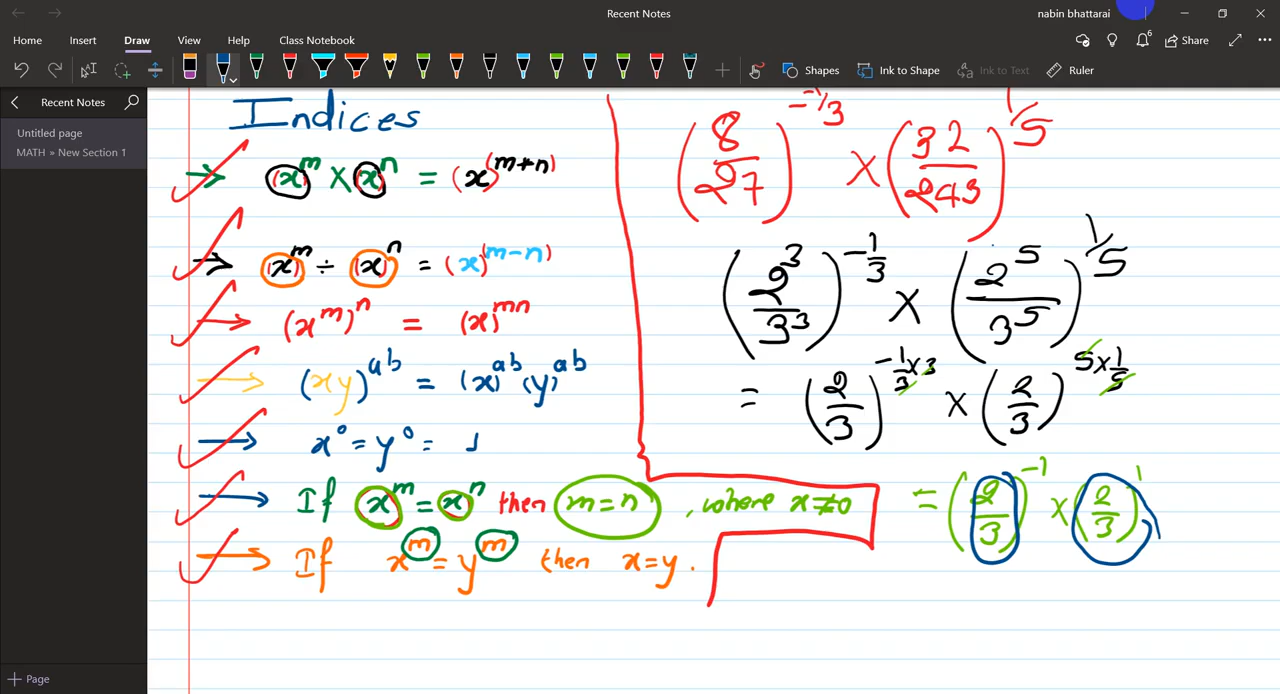 Recent Notes
nabin bhattarai
Home Insert Draw View Help Class Notebook
6 Share
Shapes Ink to Shape Ink to Text Ruler
Recent Notes
Untitled page
MATH » New Section 1
Page
Indices
→ (x)^m × (x)^n = (x)^(m+n)
→ (x)^m ÷ (x)^n = (x)^(m-n)
→ (x^m)^n = (x)^mn
→ (xy)^ab = (x)^ab (y)^ab
→ x^0 = y^0 = 1
→ If x^m = x^n then m=n, where x≠0
→ If x^m = y^m then x=y.
(8/27)^-1/3 × (32/243)^1/5
(2^3/3^3)^-1/3 × (2^5/3^5)^1/5
= (2/3)^-1/3×3 × (2/3)^5×1/5
= (2/3)^-1 × (2/3)^1